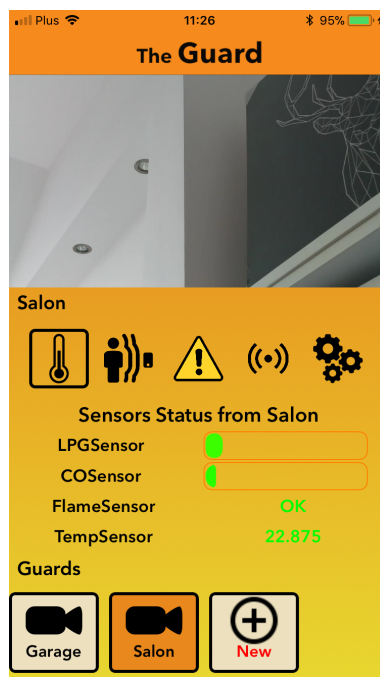 Plus 11:26 95%
The Guard
Salon
Sensors Status from Salon
LPGSensor
COSensor
FlameSensor OK
TempSensor 22.875
Guards
Garage Salon New